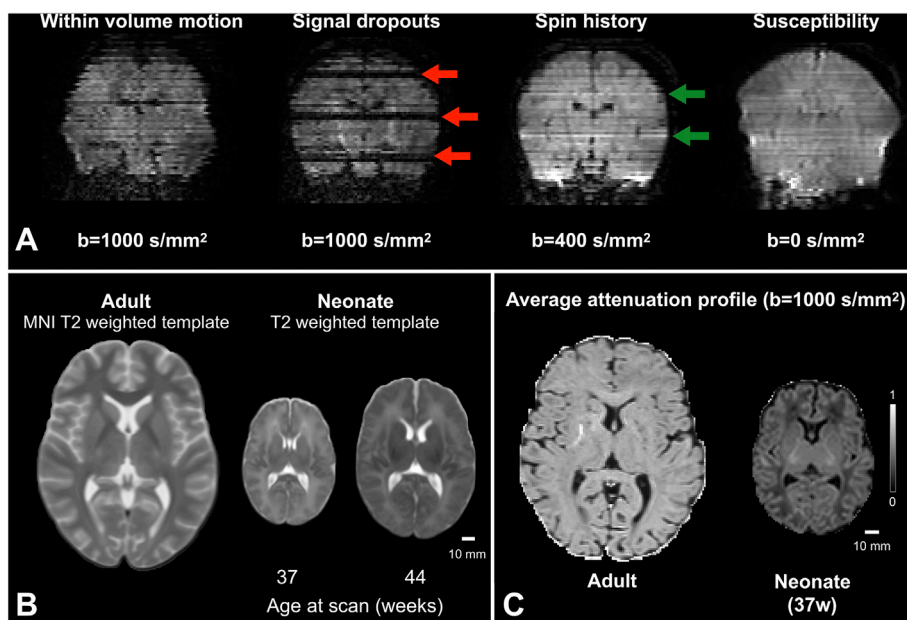 Within volume motion
Signal dropouts
Spin history
Susceptibility
A
b=1000 s/mm²
b=1000 s/mm²
b=400 s/mm²
b=0 s/mm²
Adult
MNI T2 weighted template
Neonate
T2 weighted template
10 mm
37
44
B
Age at scan (weeks)
Average attenuation profile (b=1000 s/mm²)
1
0
10 mm
Adult
Neonate
C
(37w)